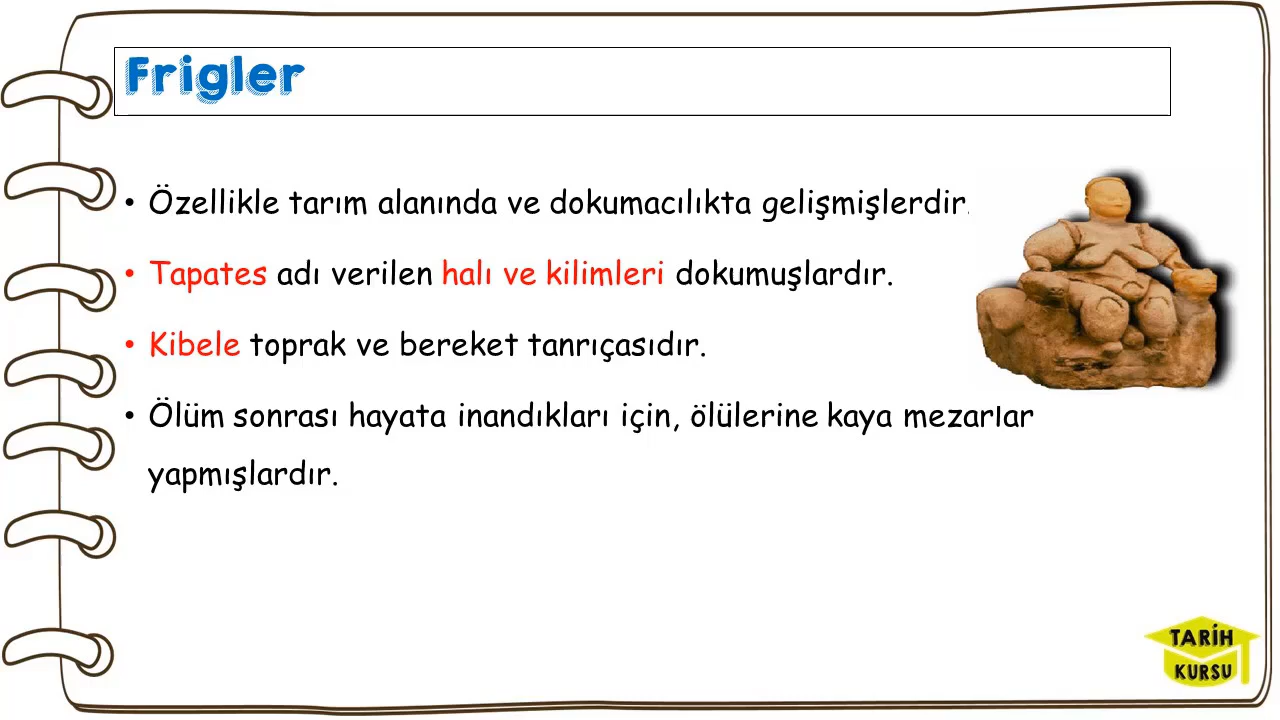 Frigler
• Özellikle tarım alanında ve dokumacılıkta gelişmişlerdir.
• Tapates adı verilen halı ve kilimleri dokumuşlardır.
• Kibele toprak ve bereket tanrıçasıdır.
• Ölüm sonrası hayata inandıkları için, ölülerine kaya mezarlar
yapmışlardır.
TARİH
KURSU